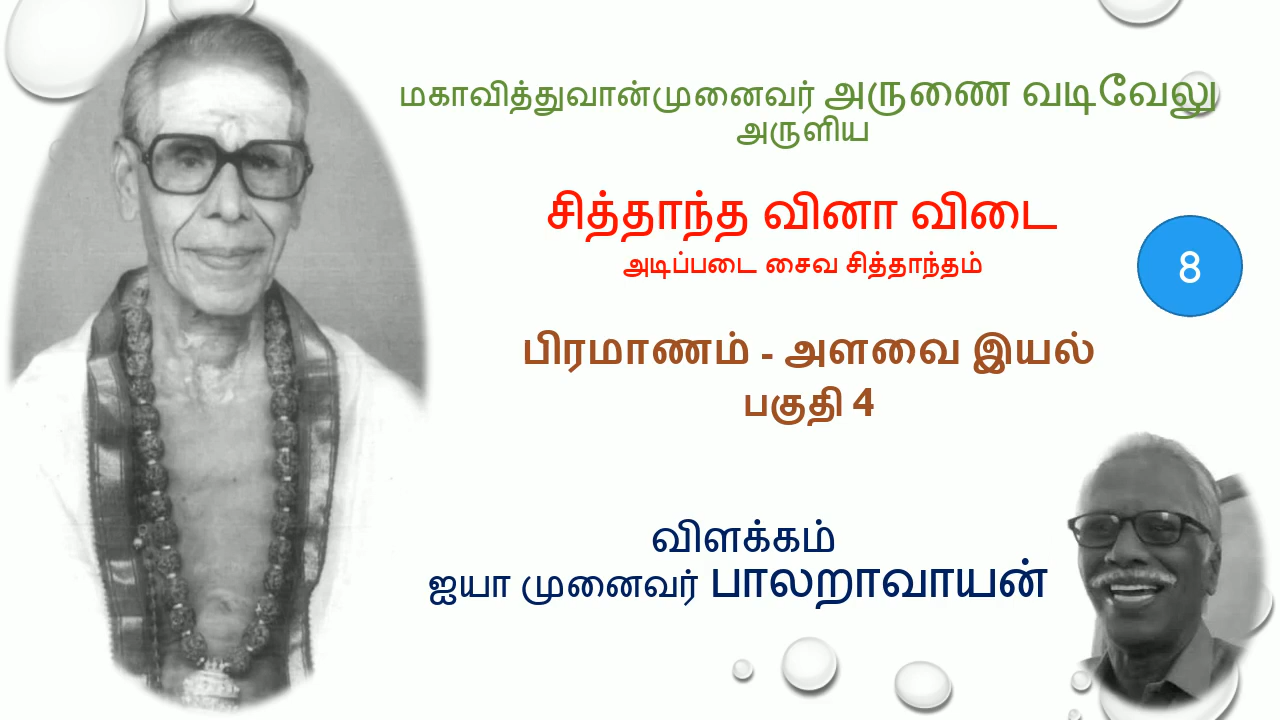 மகாவித்துவான்முனைவர் அருணை வடிவேலு
அருளிய
சித்தாந்த வினா விடை
அடிப்படை சைவ சித்தாந்தம்
8
பிரமாணம் - அளவை இயல்
பகுதி 4
விளக்கம்
ஐயா முனைவர் பாலறாவாயன்